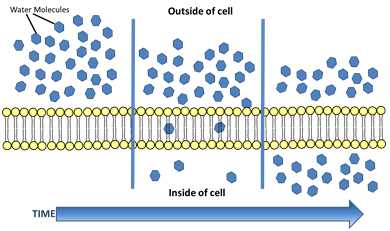 Water Molecules
Outside of cell
Inside of cell
TIME